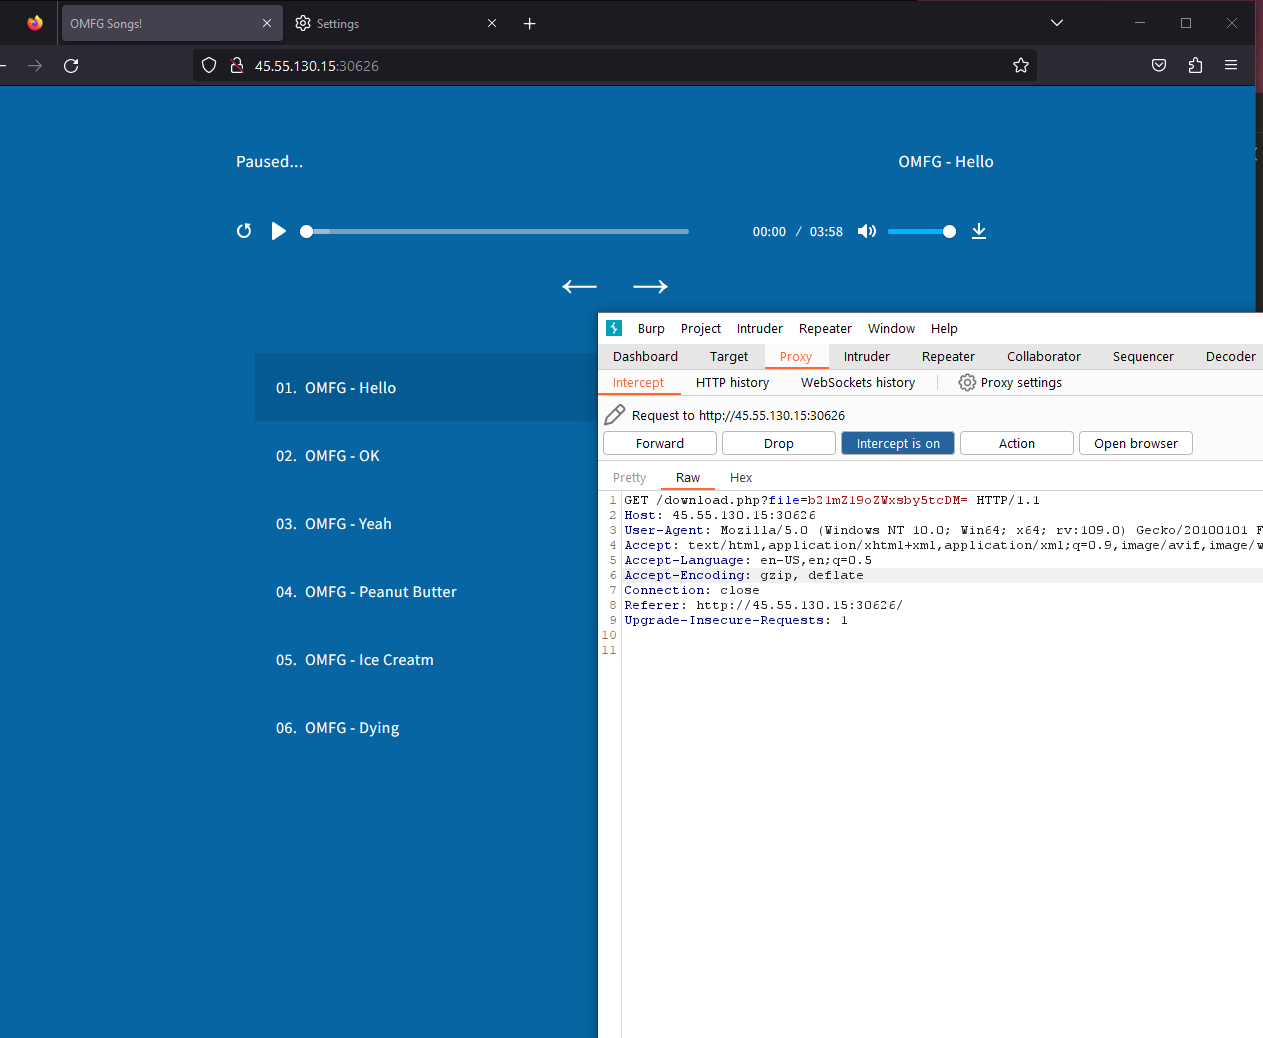 OMFG Songs!
Settings
45.55.130.15:30626
Paused...
OMFG - Hello
00:00 / 03:58
01. OMFG - Hello
02. OMFG - OK
03. OMFG - Yeah
04. OMFG - Peanut Butter
05. OMFG - Ice Creatm
06. OMFG - Dying
Burp Project Intruder Repeater Window Help
Dashboard Target Proxy Intruder Repeater Collaborator Sequencer Decoder
Intercept HTTP history WebSockets history Proxy settings
Request to http://45.55.130.15:30626
Forward Drop Intercept is on Action Open browser
Pretty Raw Hex
1 GET /download.php?file=b21mZ19oZWxsby5tcDM= HTTP/1.1
2 Host: 45.55.130.15:30626
3 User-Agent: Mozilla/5.0 (Windows NT 10.0; Win64; x64; rv:109.0) Gecko/20100101 F
4 Accept: text/html,application/xhtml+xml,application/xml;q=0.9,image/avif,image/w
5 Accept-Language: en-US,en;q=0.5
6 Accept-Encoding: gzip, deflate
7 Connection: close
8 Referer: http://45.55.130.15:30626/
9 Upgrade-Insecure-Requests: 1
10
11